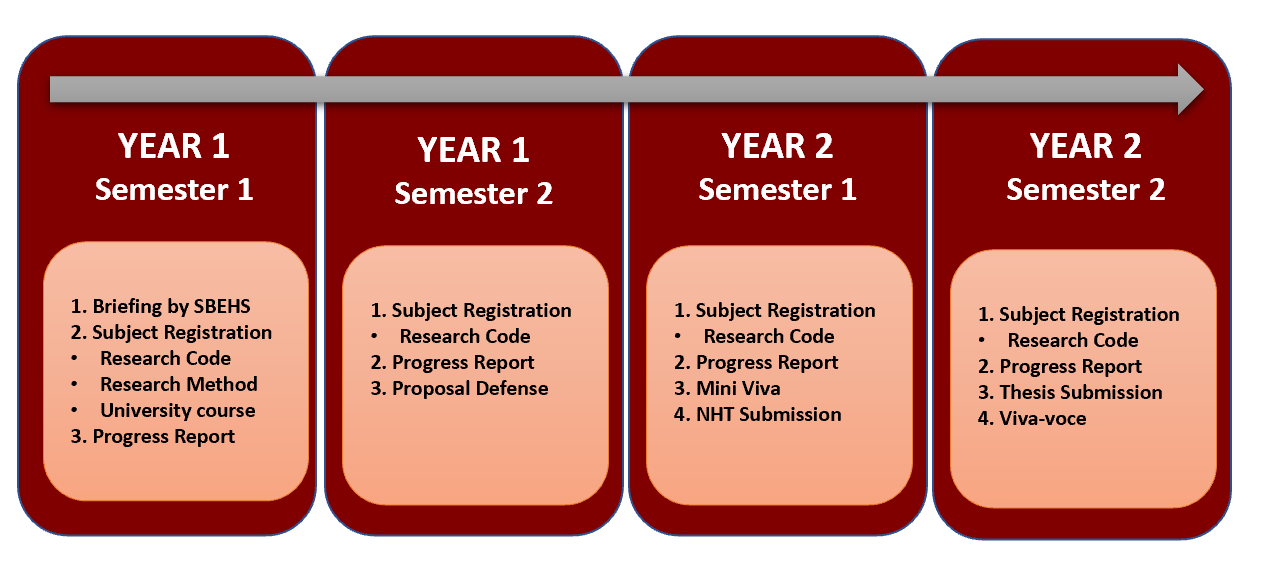 YEAR 1
Semester 1
1. Briefing by SBEHS
2. Subject Registration
• Research Code
• Research Method
• University course
3. Progress Report
YEAR 1
Semester 2
1. Subject Registration
• Research Code
2. Progress Report
3. Proposal Defense
YEAR 2
Semester 1
1. Subject Registration
• Research Code
2. Progress Report
3. Mini Viva
4. NHT Submission
YEAR 2
Semester 2
1. Subject Registration
• Research Code
2. Progress Report
3. Thesis Submission
4. Viva-voce